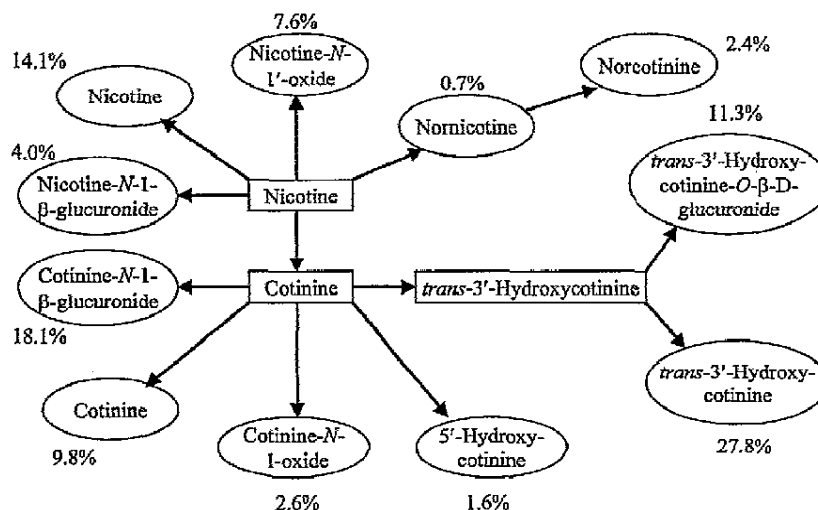 7.6%
Nicotine-N-
1'-oxide
14.1%
Nicotine
2.4%
Norcotinine
0.7%
Nornicotine
11.3%
trans-3'-Hydroxy-
cotinine-O-β-D-
glucuronide
4.0%
Nicotine-N-1-
β-glucuronide
Nicotine
Cotinine-N-1-
β-glucuronide
18.1%
Cotinine
trans-3'-Hydroxycotinine
trans-3'-Hydroxy-
cotinine
27.8%
Cotinine
9.8%
Cotinine-N-
1-oxide
2.6%
5'-Hydroxy-
cotinine
1.6%